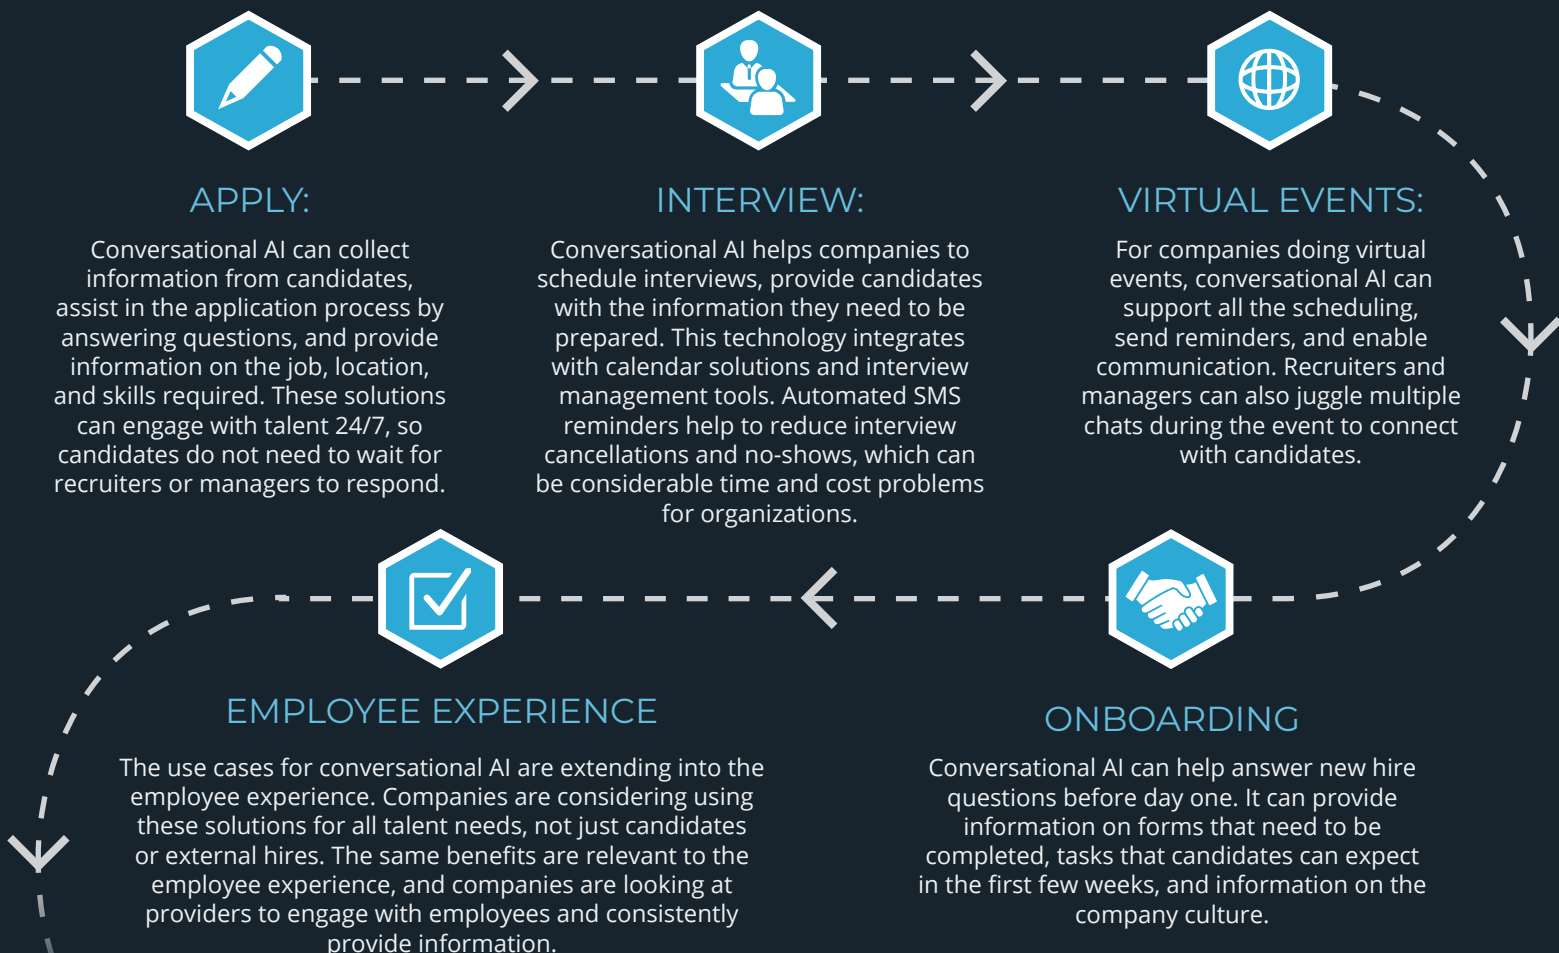 APPLY:
Conversational AI can collect
information from candidates,
assist in the application process by
answering questions, and provide
information on the job, location,
and skills required. These solutions
can engage with talent 24/7, so
candidates do not need to wait for
recruiters or managers to respond.
INTERVIEW:
Conversational AI helps companies to
schedule interviews, provide candidates
with the information they need to be
prepared. This technology integrates
with calendar solutions and interview
management tools. Automated SMS
reminders help to reduce interview
cancellations and no-shows, which can
be considerable time and cost problems
for organizations.
VIRTUAL EVENTS:
For companies doing virtual
events, conversational AI can
support all the scheduling,
send reminders, and enable
communication. Recruiters and
managers can also juggle multiple
chats during the event to connect
with candidates.
ONBOARDING
Conversational AI can help answer new hire
questions before day one. It can provide
information on forms that need to be
completed, tasks that candidates can expect
in the first few weeks, and information on the
company culture.
EMPLOYEE EXPERIENCE
The use cases for conversational AI are extending into the
employee experience. Companies are considering using
these solutions for all talent needs, not just candidates
or external hires. The same benefits are relevant to the
employee experience, and companies are looking at
providers to engage with employees and consistently
provide information.